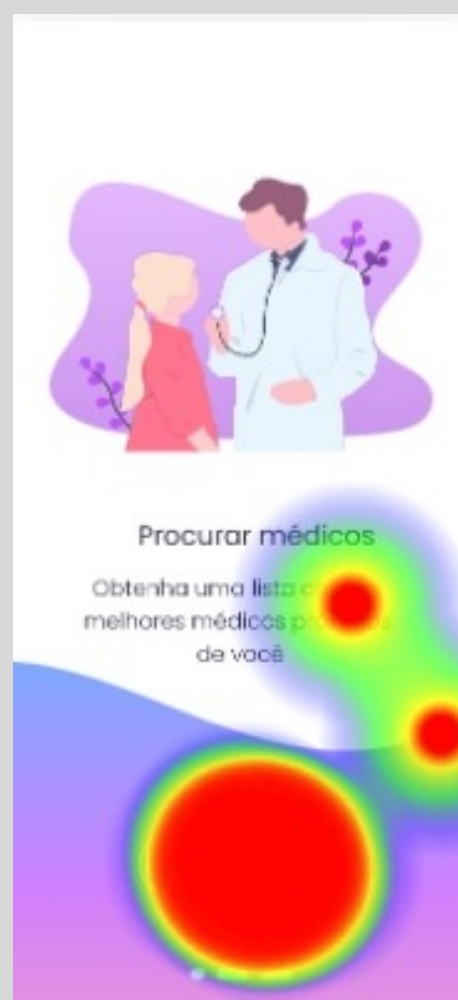 Procurar médicos
Obtenha uma lista
melhores médicos
de você